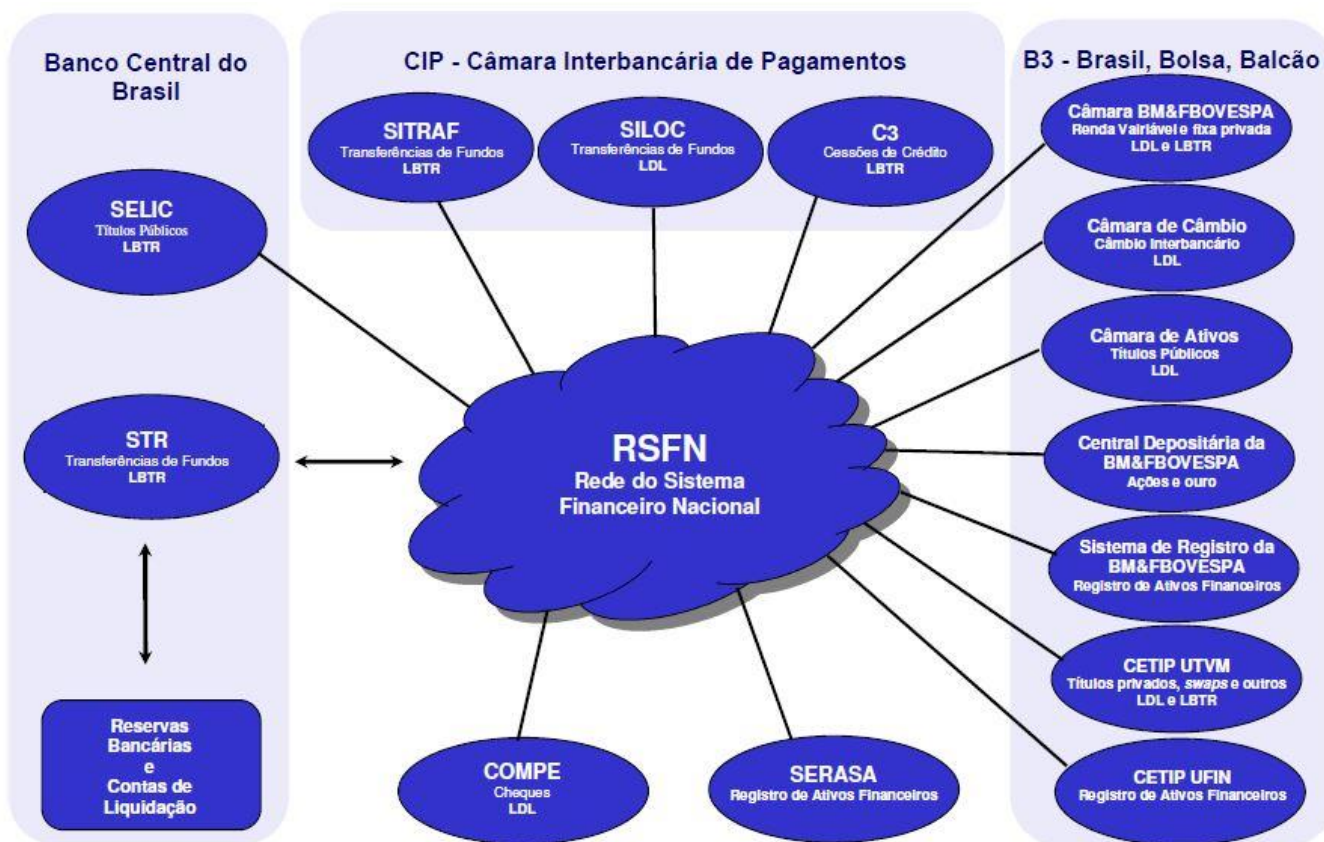 Banco Central do
Brasil
SELIC
Títulos Públicos
LBTR
STR
Transferências de Fundos
LBTR
Reservas
Bancárias
e
Contas de
Liquidação
CIP - Câmara Interbancária de Pagamentos
SITRAF
Transferências de Fundos
LBTR
SILOC
Transferências de Fundos
LDL
C3
Cessões de Crédito
LBTR
RSFN
Rede do Sistema
Financeiro Nacional
COMPE
Cheques
LDL
SERASA
Registro de Ativos Financeiros
B3 - Brasil, Bolsa, Balcão
Câmara BM&FBOVESPA
Renda Vairiável e fixa privada
LDL e LBTR
Câmara de Câmbio
Câmbio Interbancário
LDL
Câmara de Ativos
Títulos Públicos
LDL
Central Depositária da
BM&FBOVESPA
Ações e ouro
Sistema de Registro da
BM&FBOVESPA
Registro de Ativos Financeiros
CETIP UTVM
Títulos privados, swaps e outros
LDL e LBTR
CETIP UFIN
Registro de Ativos Financeiros